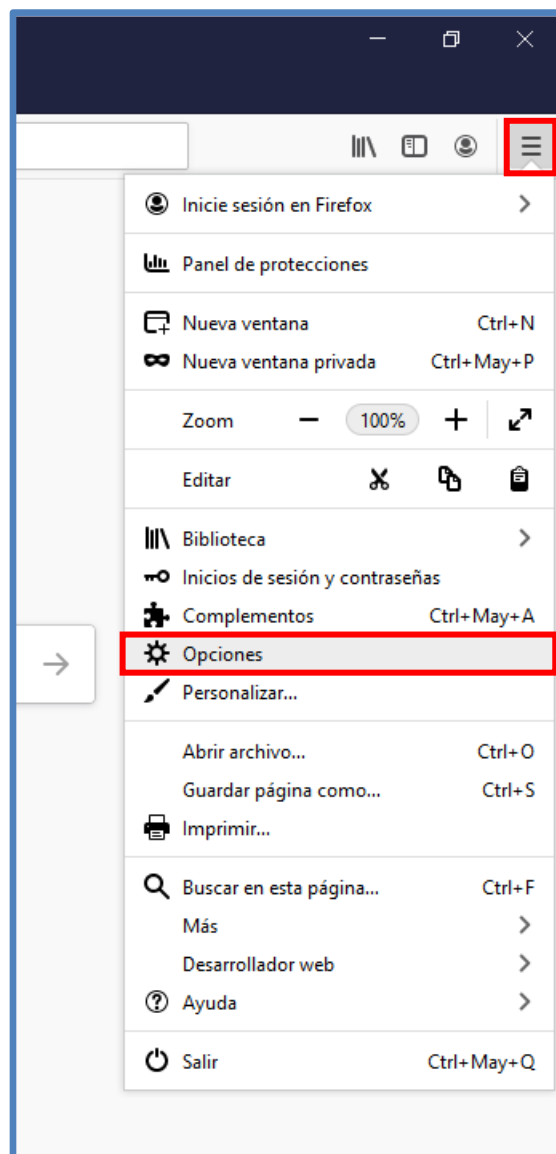 Inicie sesión en Firefox
Panel de protecciones
Nueva ventana Ctrl+N
Nueva ventana privada Ctrl+May+P
Zoom 100%
Editar
Biblioteca
Inicios de sesión y contraseñas
Complementos Ctrl+May+A
Opciones
Personalizar...
Abrir archivo... Ctrl+O
Guardar página como... Ctrl+S
Imprimir...
Buscar en esta página... Ctrl+F
Más
Desarrollador web
Ayuda
Salir Ctrl+May+Q